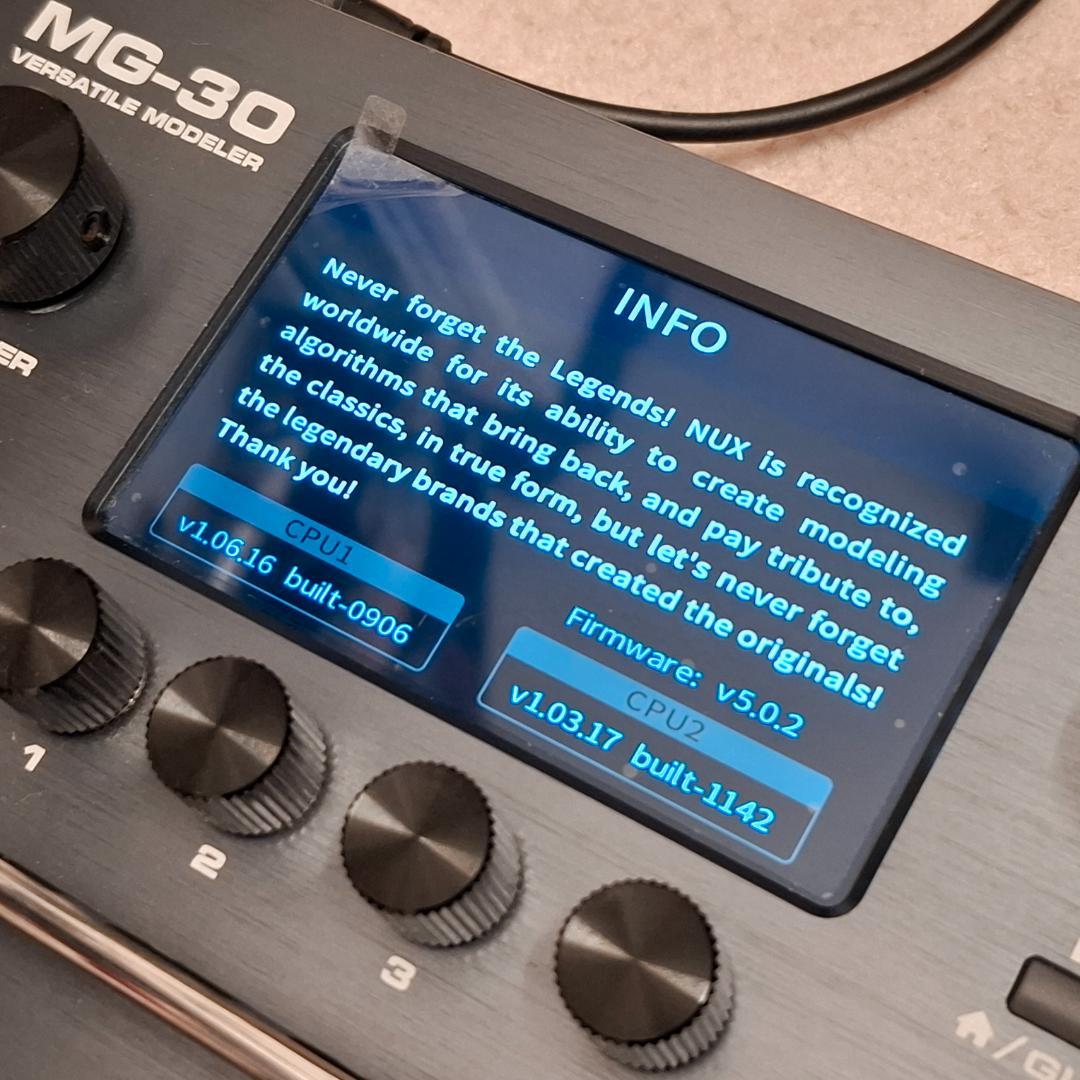 MG-30
VERSATILE MODELER
INFO
Never forget the Legends! NUX is recognized
worldwide for its ability to create modeling
algorithms that bring back, and pay tribute to,
the classics, in true form, but let's never forget
the legendary brands that created the originals!
Thank you!
Firmware: v5.0.2
CPU1
v1.06.16 built-0906
CPU2
v1.03.17 built-1142
ER
1
2
3